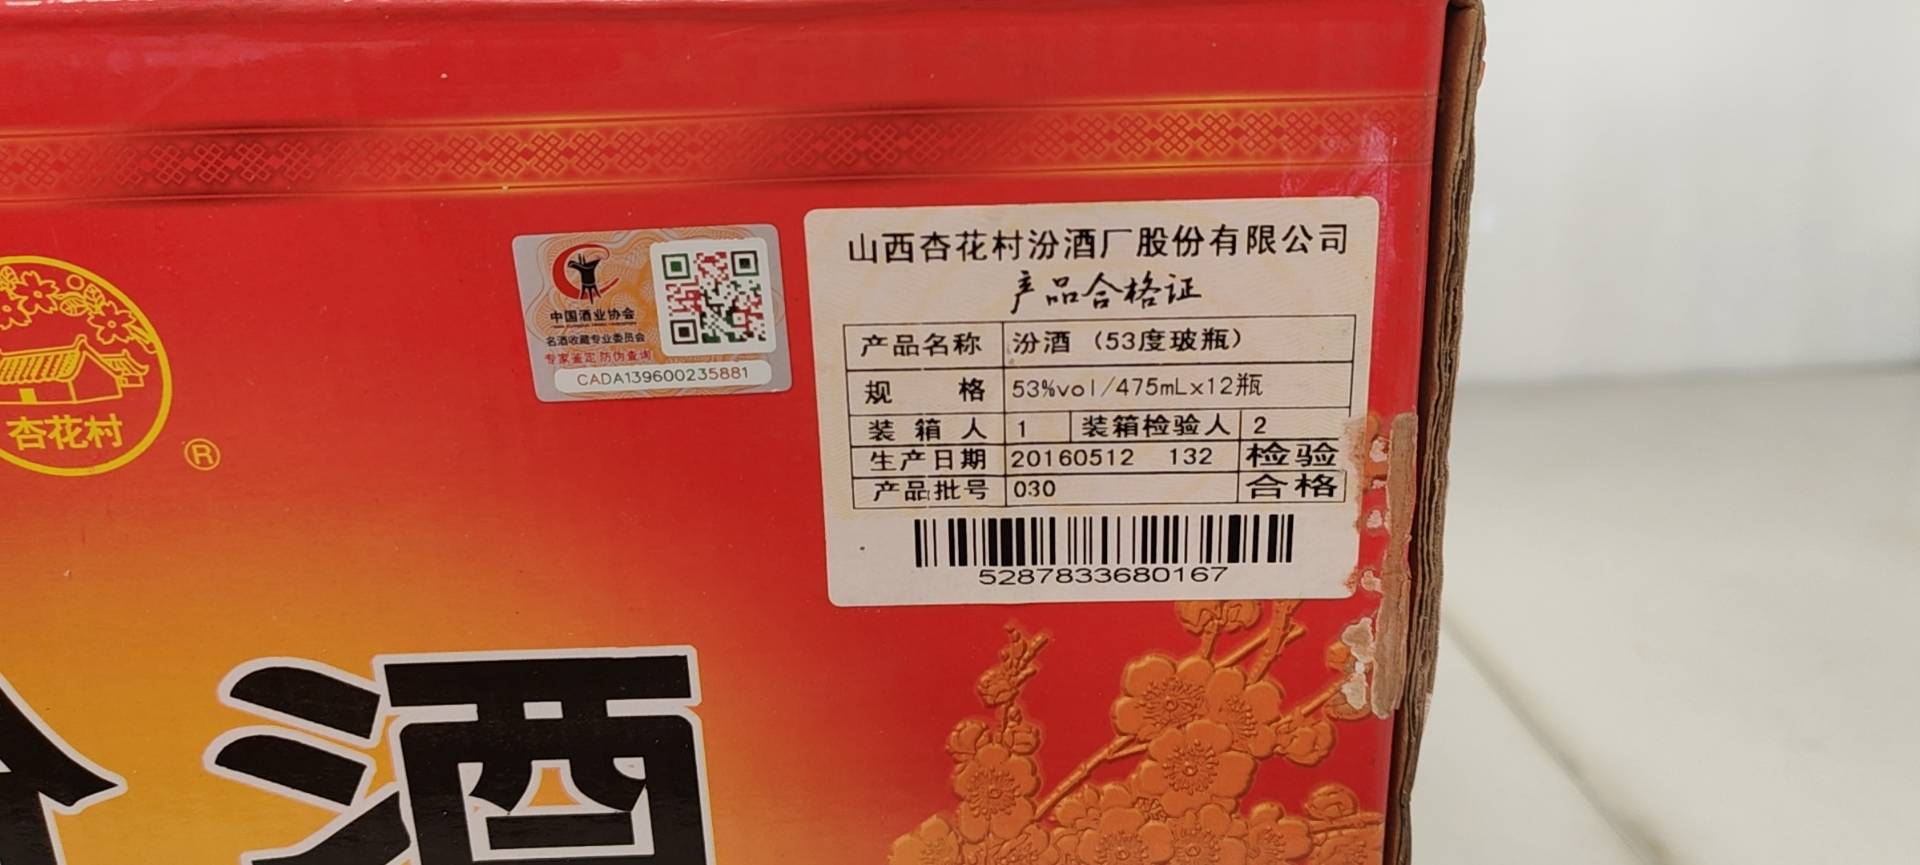 山西杏花村汾酒厂股份有限公司
产品合格证
产品名称 汾酒（53度玻瓶）
规 格 53%vol/475mLx12瓶
装箱人 1 装箱检验人 2
生产日期 20160512 132 检验
产品批号 030 合格
5287833680167
中国酒业协会
名酒收藏专业委员会
专家鉴定 防伪查询
CADA139600235881
杏花村
®
酒